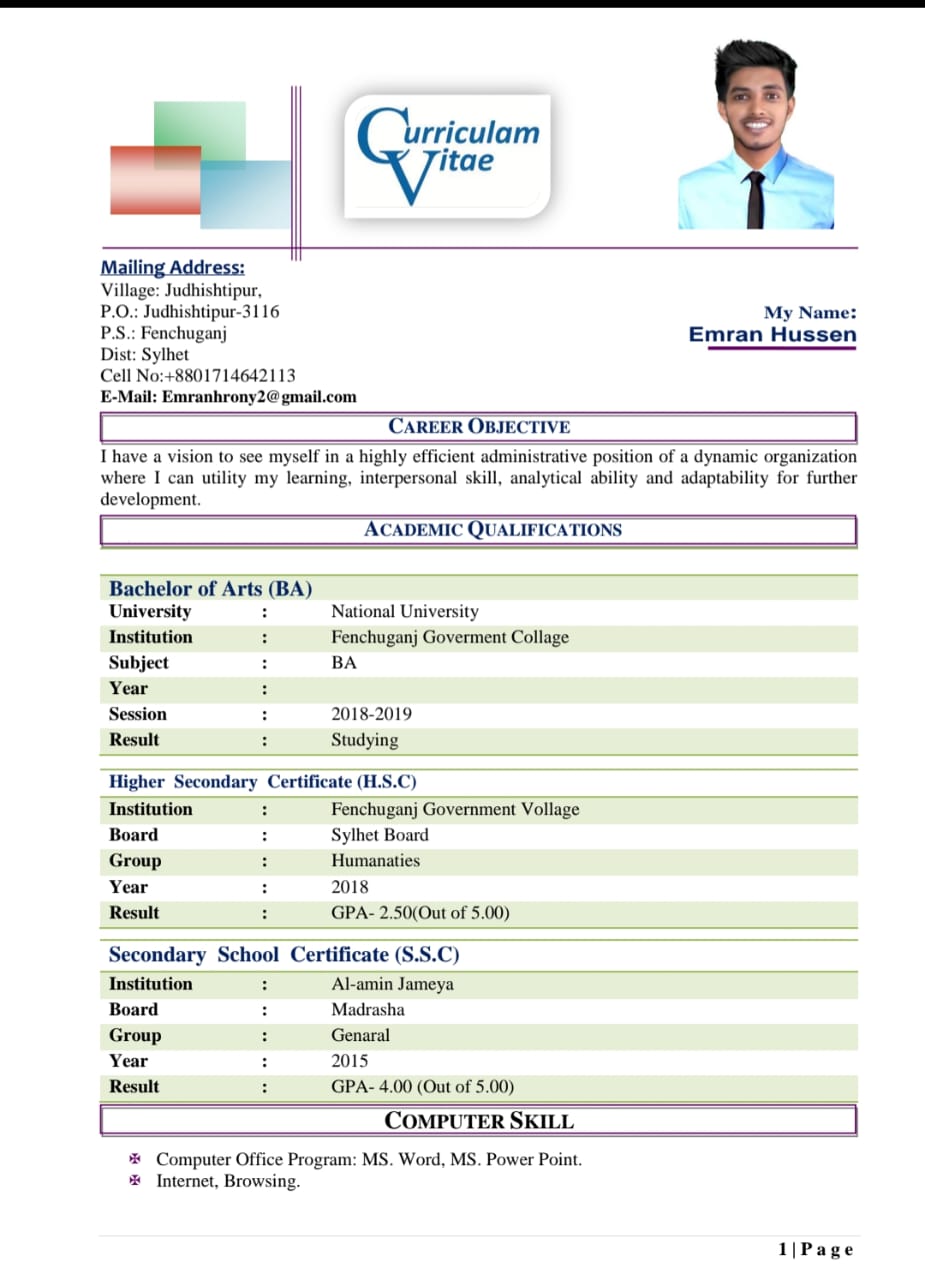 Curriculam
Vitae
Mailing Address:
Village: Judhishtipur,
P.O.: Judhishtipur-3116
P.S.: Fenchuganj
Dist: Sylhet
Cell No:+8801714642113
E-Mail: Emranhrony2@gmail.com
My Name:
Emran Hussen
CAREER OBJECTIVE
I have a vision to see myself in a highly efficient administrative position of a dynamic organization
where I can utility my learning, interpersonal skill, analytical ability and adaptability for further
development.
ACADEMIC QUALIFICATIONS
Bachelor of Arts (BA)
University : National University
Institution : Fenchuganj Goverment Collage
Subject : BA
Year :
Session : 2018-2019
Result : Studying
Higher Secondary Certificate (H.S.C)
Institution : Fenchuganj Government Vollage
Board : Sylhet Board
Group : Humanaties
Year : 2018
Result : GPA- 2.50(Out of 5.00)
Secondary School Certificate (S.S.C)
Institution : Al-amin Jameya
Board : Madrasha
Group : Genaral
Year : 2015
Result : GPA- 4.00 (Out of 5.00)
COMPUTER SKILL
✠ Computer Office Program: MS. Word, MS. Power Point.
✠ Internet, Browsing.
1 | P a g e